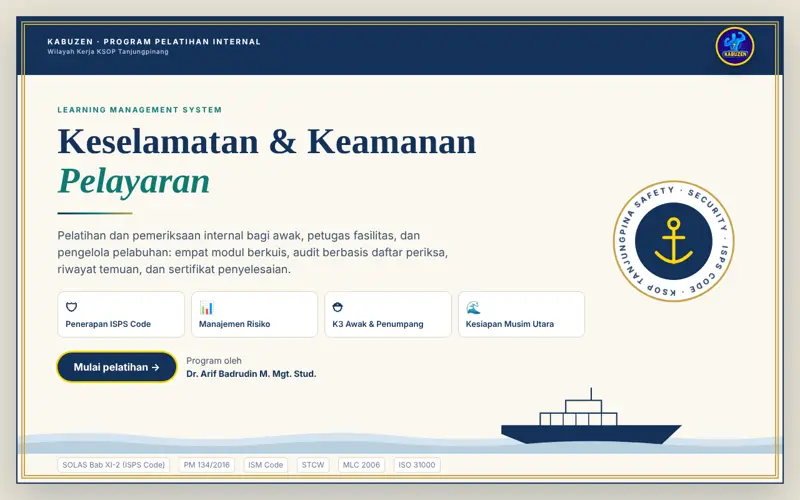 KABUZEN · PROGRAM PELATIHAN INTERNAL
Wilayah Kerja KSOP Tanjungpinang
KABUZEN
LEARNING MANAGEMENT SYSTEM
Keselamatan & Keamanan
Pelayaran
Pelatihan dan pemeriksaan internal bagi awak, petugas fasilitas, dan
pengelola pelabuhan: empat modul berkuis, audit berbasis daftar periksa,
riwayat temuan, dan sertifikat penyelesaian.
SAFETY · SECURITY · ISPS CODE · KSOP TANJUNGPINA
Penerapan ISPS Code
Manajemen Risiko
K3 Awak & Penumpang
Kesiapan Musim Utara
Mulai pelatihan →
Program oleh
Dr. Arif Badrudin M. Mgt. Stud.
SOLAS Bab XI-2 (ISPS Code)
PM 134/2016
ISM Code
STCW
MLC 2006
ISO 31000